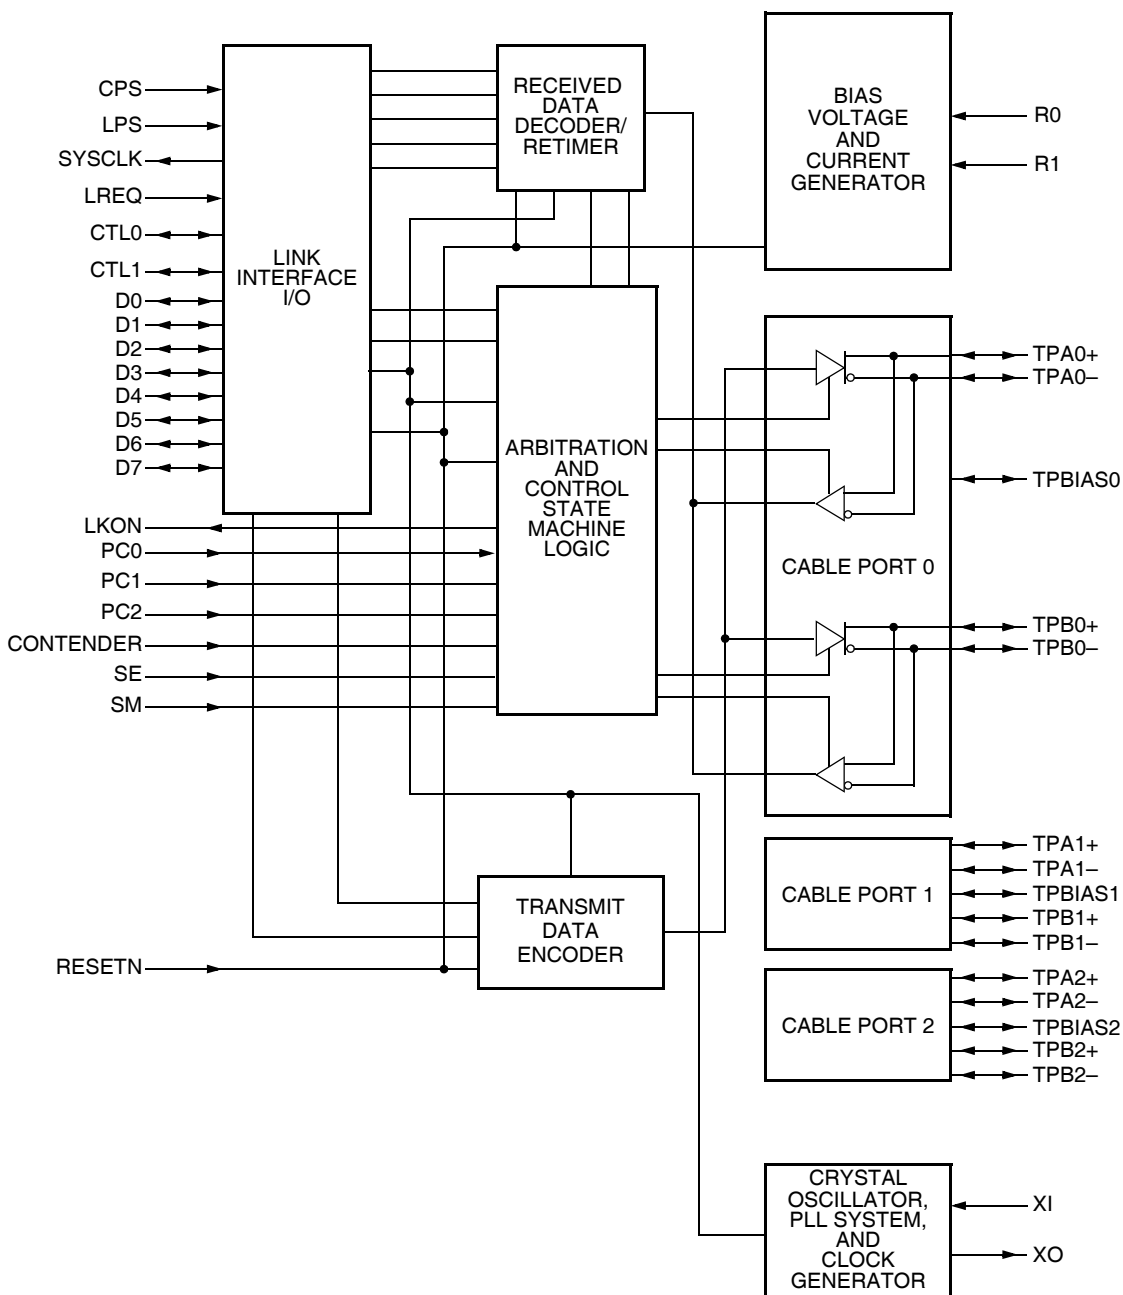 CPS
LPS
SYSCLK
LREQ
CTL0
CTL1
D0
D1
D2
D3
D4
D5
D6
D7
LKON
PC0
PC1
PC2
CONTENDER
SE
SM
RESETN
LINK
INTERFACE
I/O
RECEIVED
DATA
DECODER/
RETIMER
ARBITRATION
AND
CONTROL
STATE
MACHINE
LOGIC
TRANSMIT
DATA
ENCODER
BIAS
VOLTAGE
AND
CURRENT
GENERATOR
R0
R1
CABLE PORT 0
TPA0+
TPA0–
TPBIAS0
TPB0+
TPB0–
CABLE PORT 1
TPA1+
TPA1–
TPBIAS1
TPB1+
TPB1–
CABLE PORT 2
TPA2+
TPA2–
TPBIAS2
TPB2+
TPB2–
CRYSTAL
OSCILLATOR,
PLL SYSTEM,
AND
CLOCK
GENERATOR
XI
XO